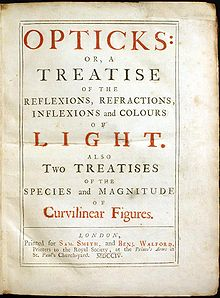 OPTICKS:
OR, A
TREATISE
OF THE
REFLEXIONS, REFRACTIONS,
INFLEXIONS and COLOURS
OF
LIGHT.
ALSO
Two TREATISES
OF THE
SPECIES and MAGNITUDE
OF
Curvilinear Figures.
LONDON,
Printed for SAM. SMITH, and BENJ. WALFORD,
Printers to the Royal Society, at the Prince's Arms in
St. Paul's Church-yard. MDCCIV.